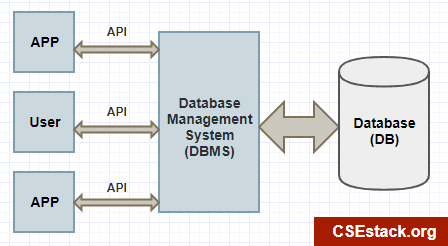 APP
API
User
API
APP
API
Database
Management
System
(DBMS)
Database
(DB)
CSEstack.org